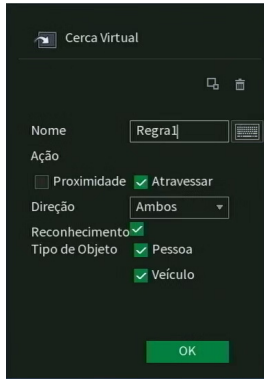 Cerca Virtual
Nome Regra1
Ação
Proximidade Atravessar
Direção Ambos
Reconhecimento
Tipo de Objeto Pessoa
Veículo
OK